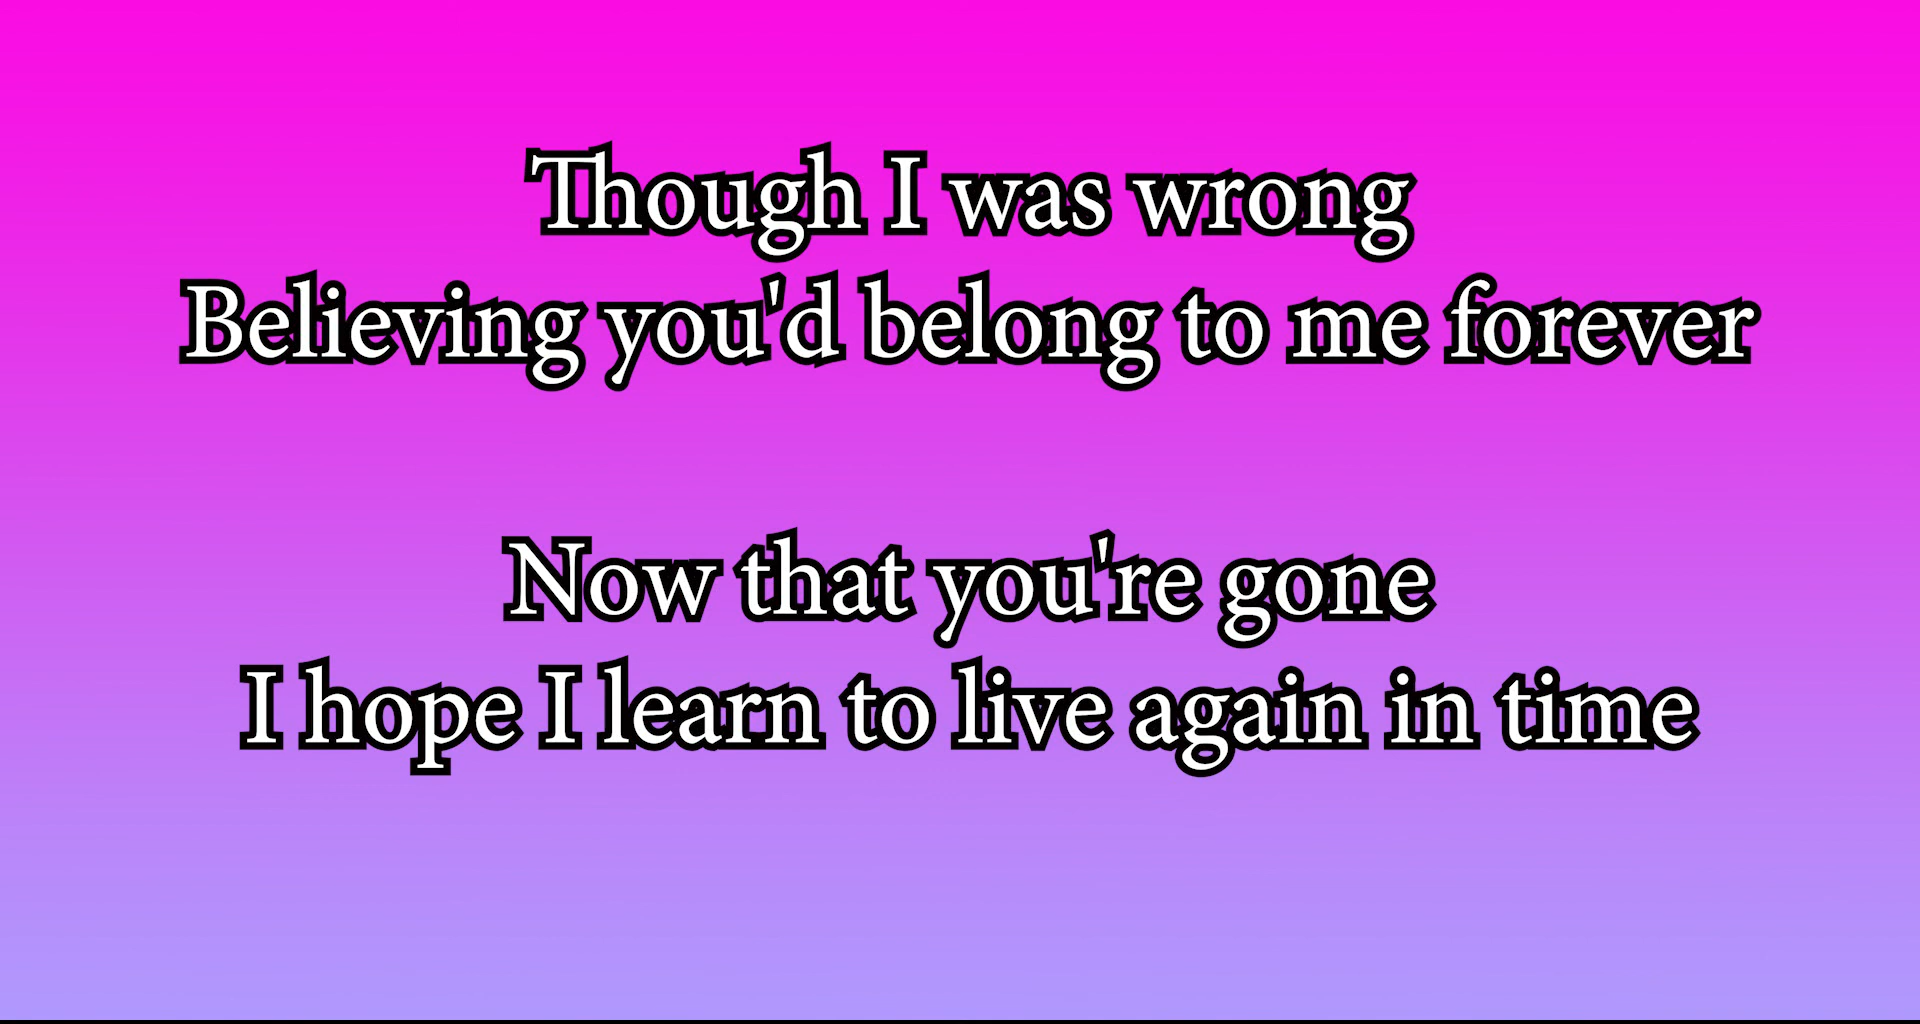 Though I was wrong
Believing you'd belong to me forever
Now that you're gone
I hope I learn to live again in time